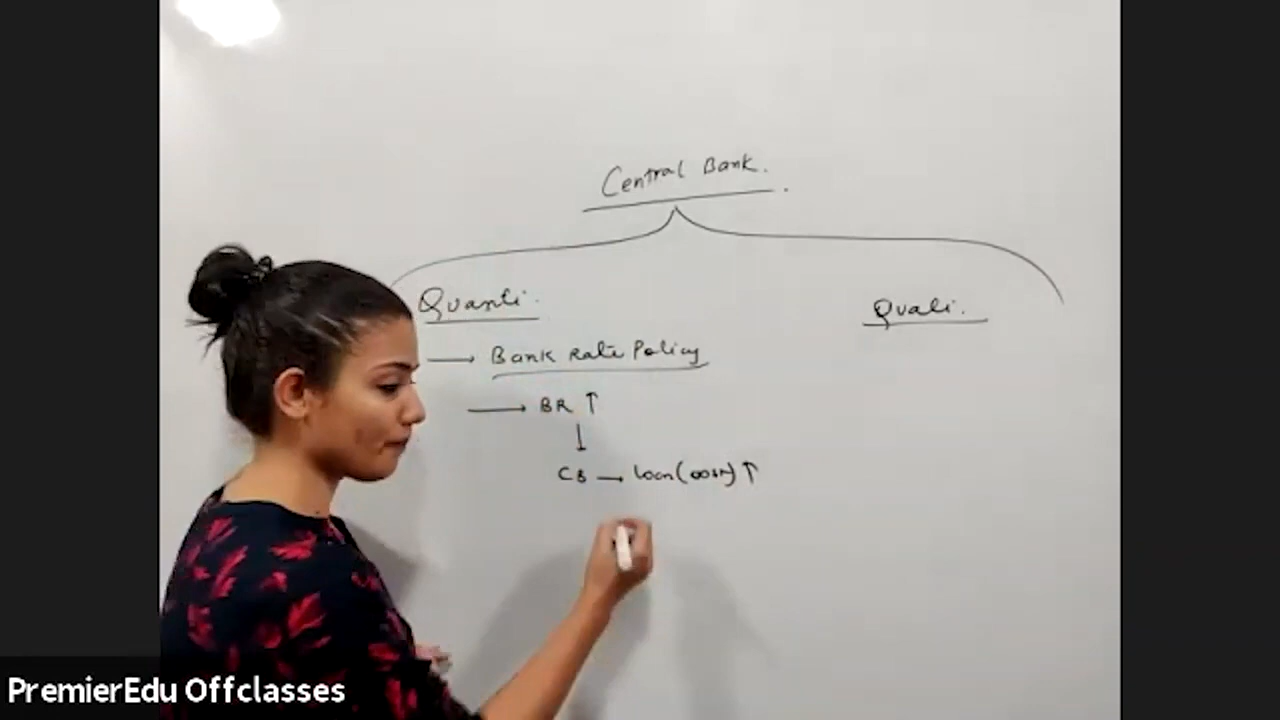 Central Bank.
Quanti.
Quali.
→ Bank Rate Policy
→ BR ↑
↓
CB → loan (cost) ↑
PremierEdu Offclasses